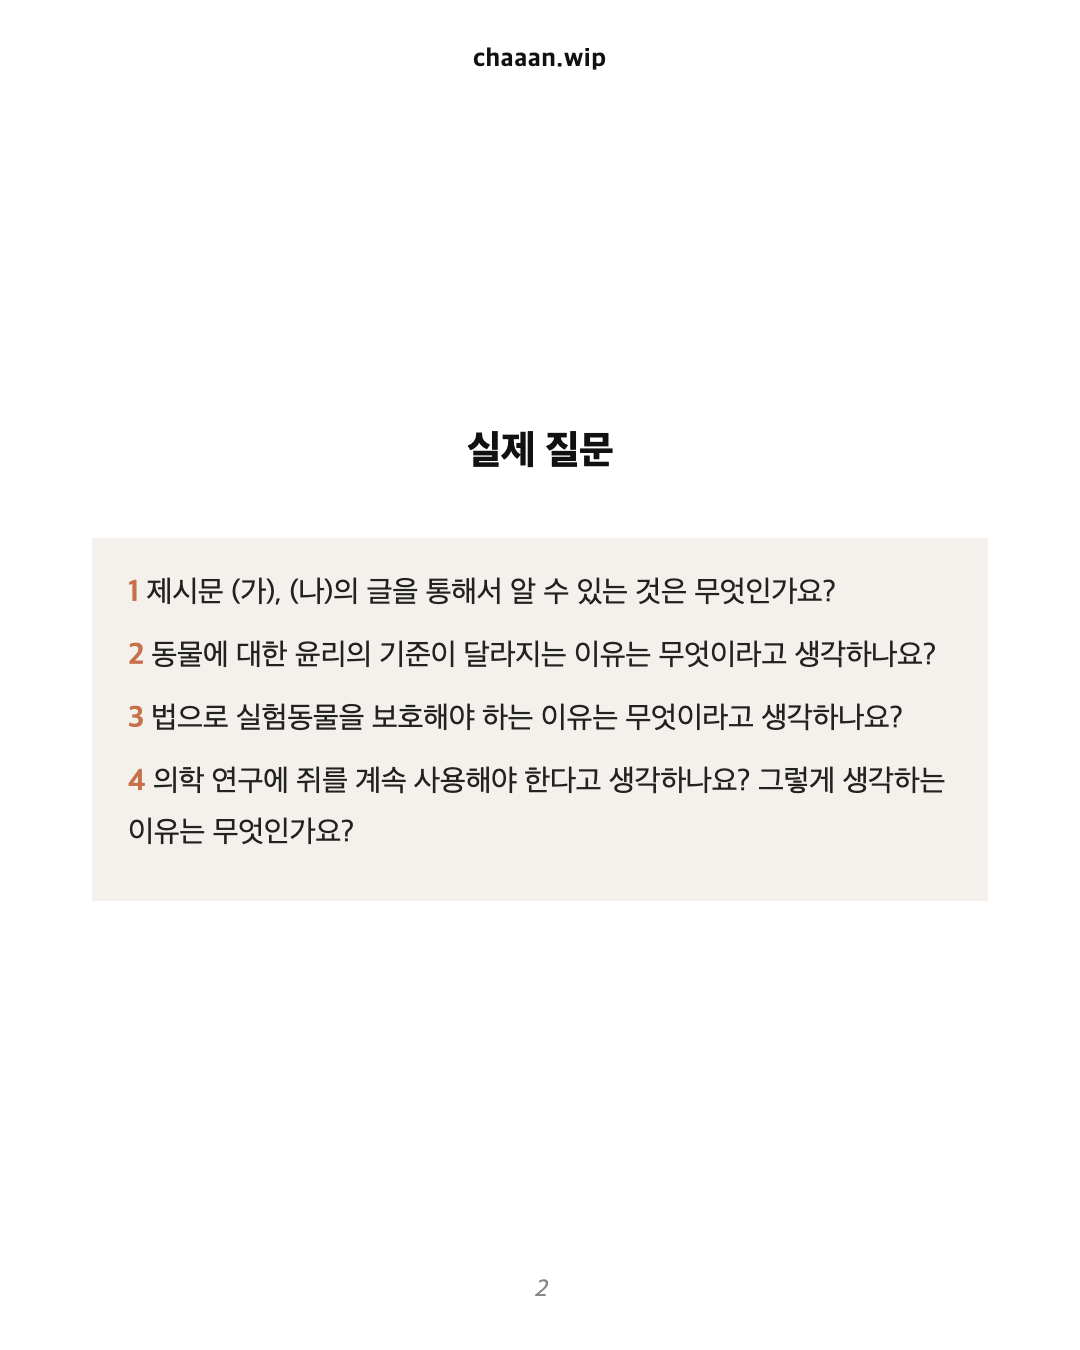 chaaan.wip
실제 질문
1 제시문 (가), (나)의 글을 통해서 알 수 있는 것은 무엇인가요?
2 동물에 대한 윤리의 기준이 달라지는 이유는 무엇이라고 생각하나요?
3 법으로 실험동물을 보호해야 하는 이유는 무엇이라고 생각하나요?
4 의학 연구에 쥐를 계속 사용해야 한다고 생각하나요? 그렇게 생각하는
이유는 무엇인가요?
2